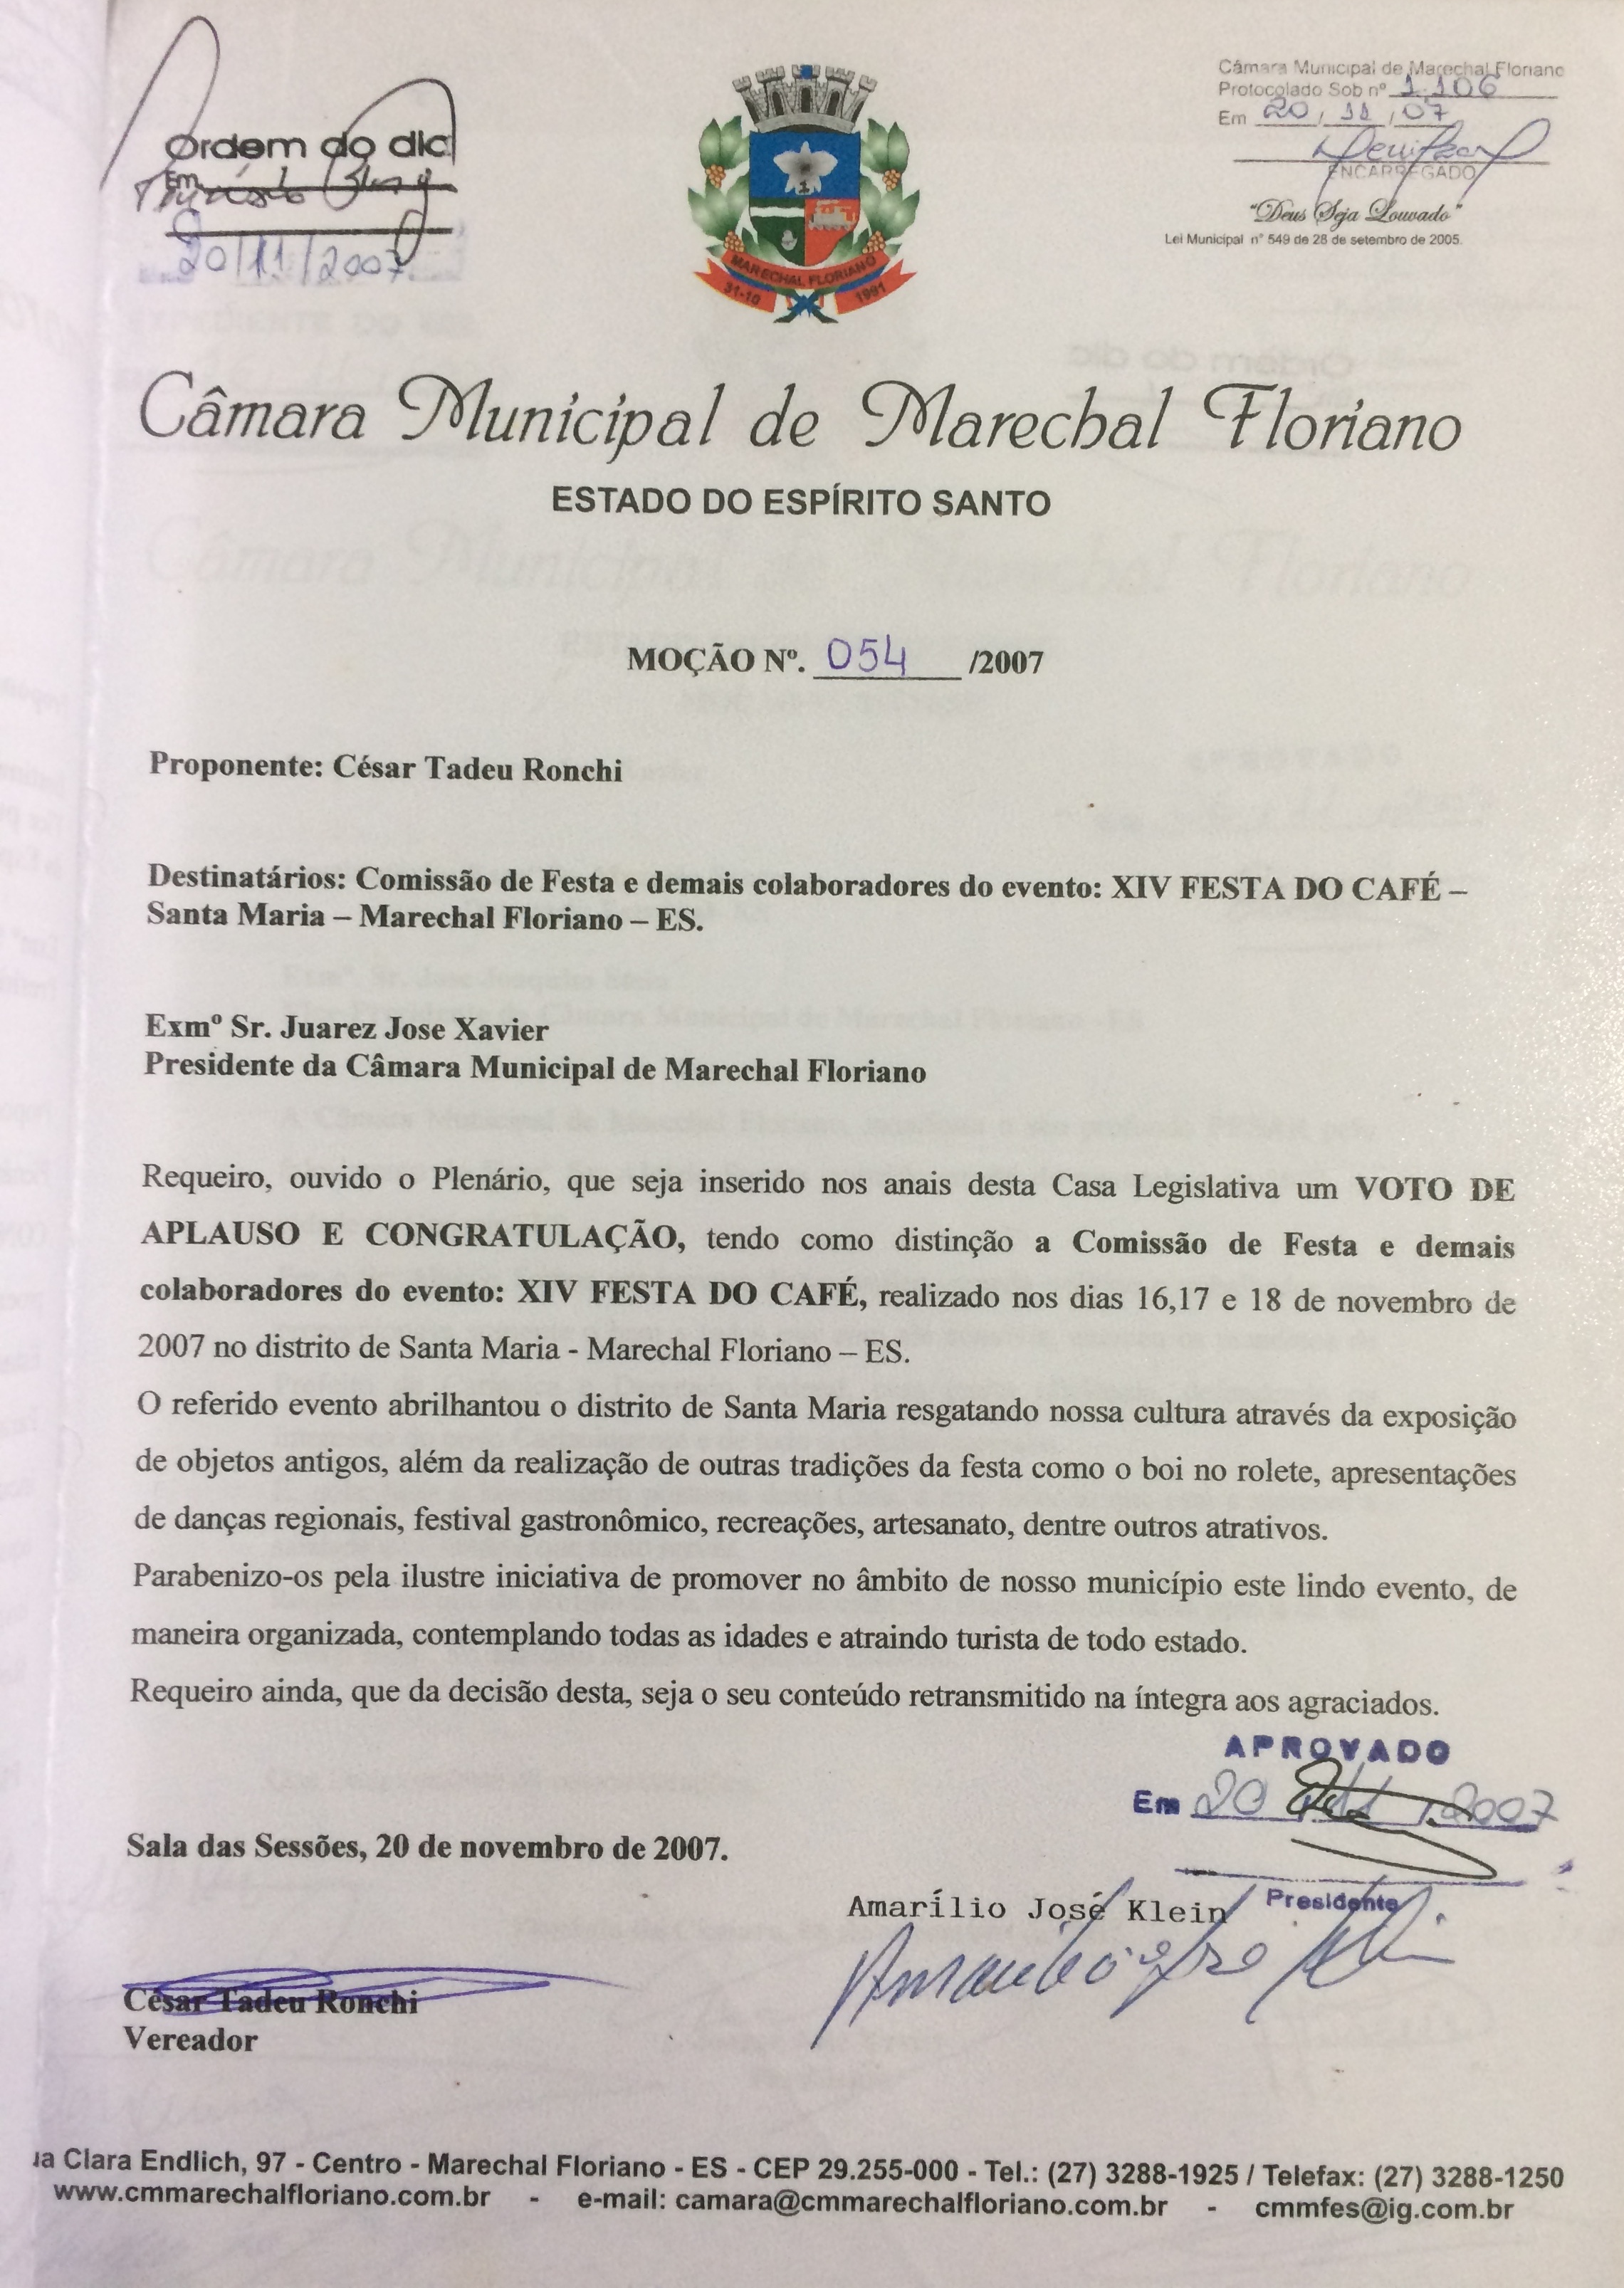 Ordem do dia
Em
20/11/2007
Câmara Municipal de Marechal Floriano
Protocolado Sob nº 1.106
Em 20 / 11 / 07
ENCARREGADO
"Deus Seja Louvado"
Lei Municipal nº 549 de 28 de setembro de 2005.
MARECHAL FLORIANO
31-10 1991
Câmara Municipal de Marechal Floriano
ESTADO DO ESPÍRITO SANTO
MOÇÃO Nº. 054 /2007
Proponente: César Tadeu Ronchi
Destinatários: Comissão de Festa e demais colaboradores do evento: XIV FESTA DO CAFÉ –
Santa Maria – Marechal Floriano – ES.
Exmº Sr. Juarez Jose Xavier
Presidente da Câmara Municipal de Marechal Floriano
Requeiro, ouvido o Plenário, que seja inserido nos anais desta Casa Legislativa um VOTO DE
APLAUSO E CONGRATULAÇÃO, tendo como distinção a Comissão de Festa e demais
colaboradores do evento: XIV FESTA DO CAFÉ, realizado nos dias 16,17 e 18 de novembro de
2007 no distrito de Santa Maria - Marechal Floriano – ES.
O referido evento abrilhantou o distrito de Santa Maria resgatando nossa cultura através da exposição
de objetos antigos, além da realização de outras tradições da festa como o boi no rolete, apresentações
de danças regionais, festival gastronômico, recreações, artesanato, dentre outros atrativos.
Parabenizo-os pela ilustre iniciativa de promover no âmbito de nosso município este lindo evento, de
maneira organizada, contemplando todas as idades e atraindo turista de todo estado.
Requeiro ainda, que da decisão desta, seja o seu conteúdo retransmitido na íntegra aos agraciados.
APROVADO
Em 20 / 11 / 2007
Sala das Sessões, 20 de novembro de 2007.
Presidente
Amarílio José Klein
Amarilio José Klein
César Tadeu Ronchi
Vereador
ua Clara Endlich, 97 - Centro - Marechal Floriano - ES - CEP 29.255-000 - Tel.: (27) 3288-1925 / Telefax: (27) 3288-1250
www.cmmarechalfloriano.com.br - e-mail: camara@cmmarechalfloriano.com.br - cmmfes@ig.com.br